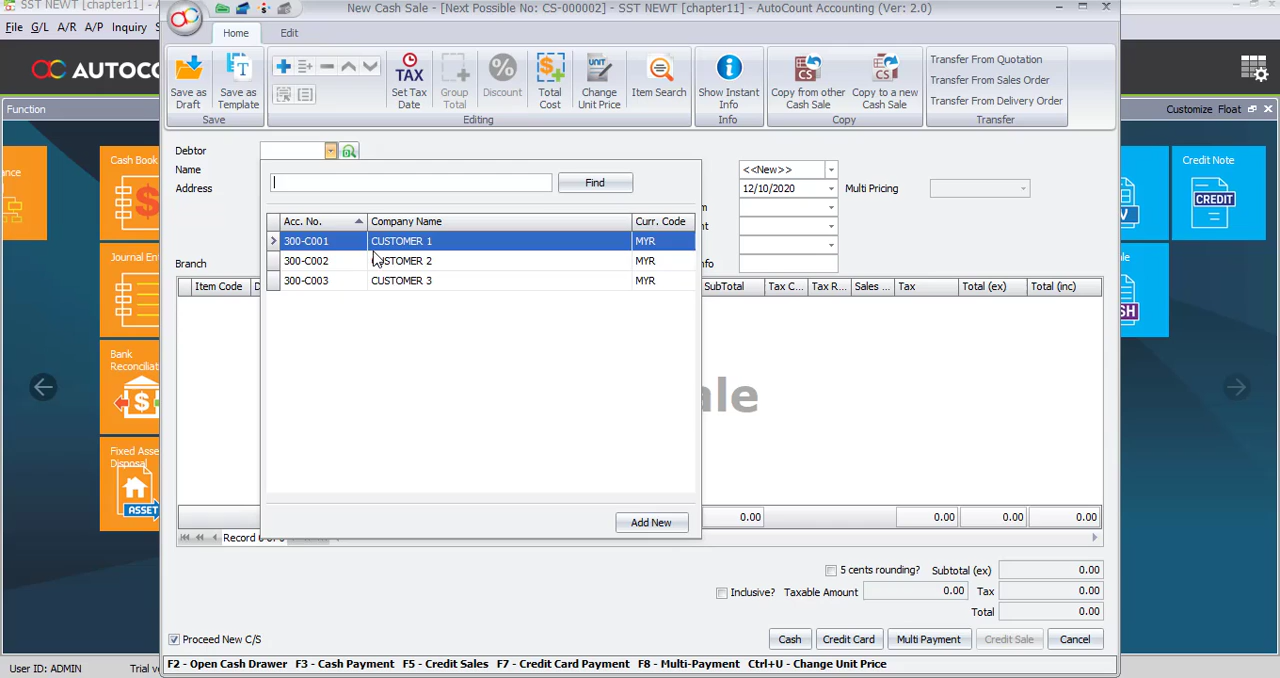 SST NEWT [chapter11] - A
New Cash Sale - [Next Possible No: CS-000002] - SST NEWT [chapter11] - AutoCount Accounting (Ver: 2.0)
File G/L A/R A/P Inquiry
Home Edit
AUTOCO
Save as Draft
Save as Template
Save
TAX
Set Tax Date
Group Total
Discount
Total Cost
UNIT PRICE
Change Unit Price
Item Search
Editing
Show Instant Info
Info
Copy from other Cash Sale
Copy to a new Cash Sale
Copy
Transfer From Quotation
Transfer From Sales Order
Transfer From Delivery Order
Transfer
Function
Customize Float
Cash Book
Journal Ent
Bank Reconciliat
Fixed Asse Disposal
ASSET
Credit Note
CREDIT
Debtor
Name
Address
Branch
<<New>>
12/10/2020
Multi Pricing
Find
Acc. No. Company Name Curr. Code
300-C001 CUSTOMER 1 MYR
300-C002 CUSTOMER 2 MYR
300-C003 CUSTOMER 3 MYR
Add New
Item Code D SubTotal Tax C... Tax R... Sales ... Tax Total (ex) Total (inc)
ale
0.00 0.00 0.00 0.00
Record 0 of 0
5 cents rounding? Subtotal (ex) 0.00
Inclusive? Taxable Amount 0.00 Tax 0.00
Total 0.00
Proceed New C/S
Cash Credit Card Multi Payment Credit Sale Cancel
F2 - Open Cash Drawer F3 - Cash Payment F5 - Credit Sales F7 - Credit Card Payment F8 - Multi-Payment Ctrl+U - Change Unit Price
User ID: ADMIN Trial ve